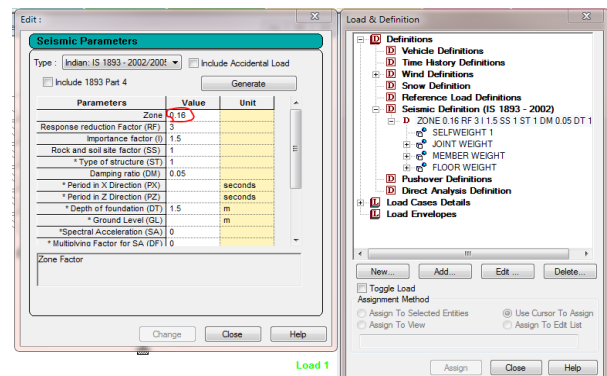 Edit :
Seismic Parameters
Type : Indian: IS 1893 - 2002/2005 Include Accidental Load
Include 1893 Part 4 Generate
Parameters Value Unit
Zone 0.16
Response reduction Factor (RF) 3
Importance factor (I) 1.5
Rock and soil site factor (SS) 1
* Type of structure (ST) 1
Damping ratio (DM) 0.05
* Period in X Direction (PX) seconds
* Period in Z Direction (PZ) seconds
* Depth of foundation (DT) 1.5 m
* Ground Level (GL) m
*Spectral Acceleration (SA) 0
* Multiplying Factor for SA (DF) 0
Zone Factor
Change Close Help
Load 1
Load & Definition
Definitions
Vehicle Definitions
Time History Definitions
Wind Definitions
Snow Definition
Reference Load Definitions
Seismic Definition (IS 1893 - 2002)
ZONE 0.16 RF 3 I 1.5 SS 1 ST 1 DM 0.05 DT 1
SELFWEIGHT 1
JOINT WEIGHT
MEMBER WEIGHT
FLOOR WEIGHT
Pushover Definitions
Direct Analysis Definition
Load Cases Details
Load Envelopes
New... Add... Edit ... Delete...
Toggle Load
Assignment Method
Assign To Selected Entities Use Cursor To Assign
Assign To View Assign To Edit List
Assign Close Help